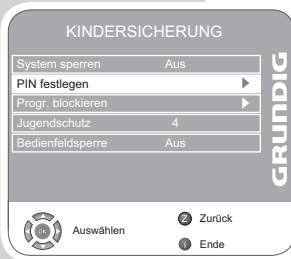 KINDERSICHERUNG
System sperren Aus
PIN festlegen
Progr. blockieren
Jugendschutz 4
Bedienfeldsperre Aus
GRUNDIG
OK Auswählen
Z Zurück
i Ende